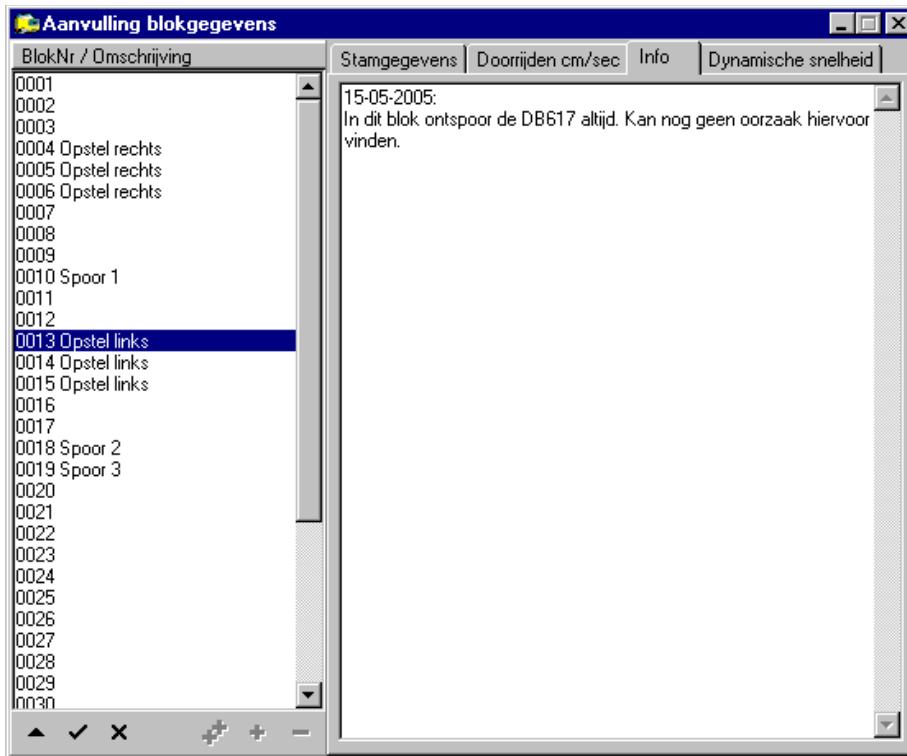 Aanvulling blokgegevens
BlokNr / Omschrijving
0001
0002
0003
0004 Opstel rechts
0005 Opstel rechts
0006 Opstel rechts
0007
0008
0009
0010 Spoor 1
0011
0012
0013 Opstel links
0014 Opstel links
0015 Opstel links
0016
0017
0018 Spoor 2
0019 Spoor 3
0020
0021
0022
0023
0024
0025
0026
0027
0028
0029
0030
Stamgegevens Doorrijden cm/sec Info Dynamische snelheid
15-05-2005:
In dit blok ontspoor de DB617 altijd. Kan nog geen oorzaak hiervoor
vinden.